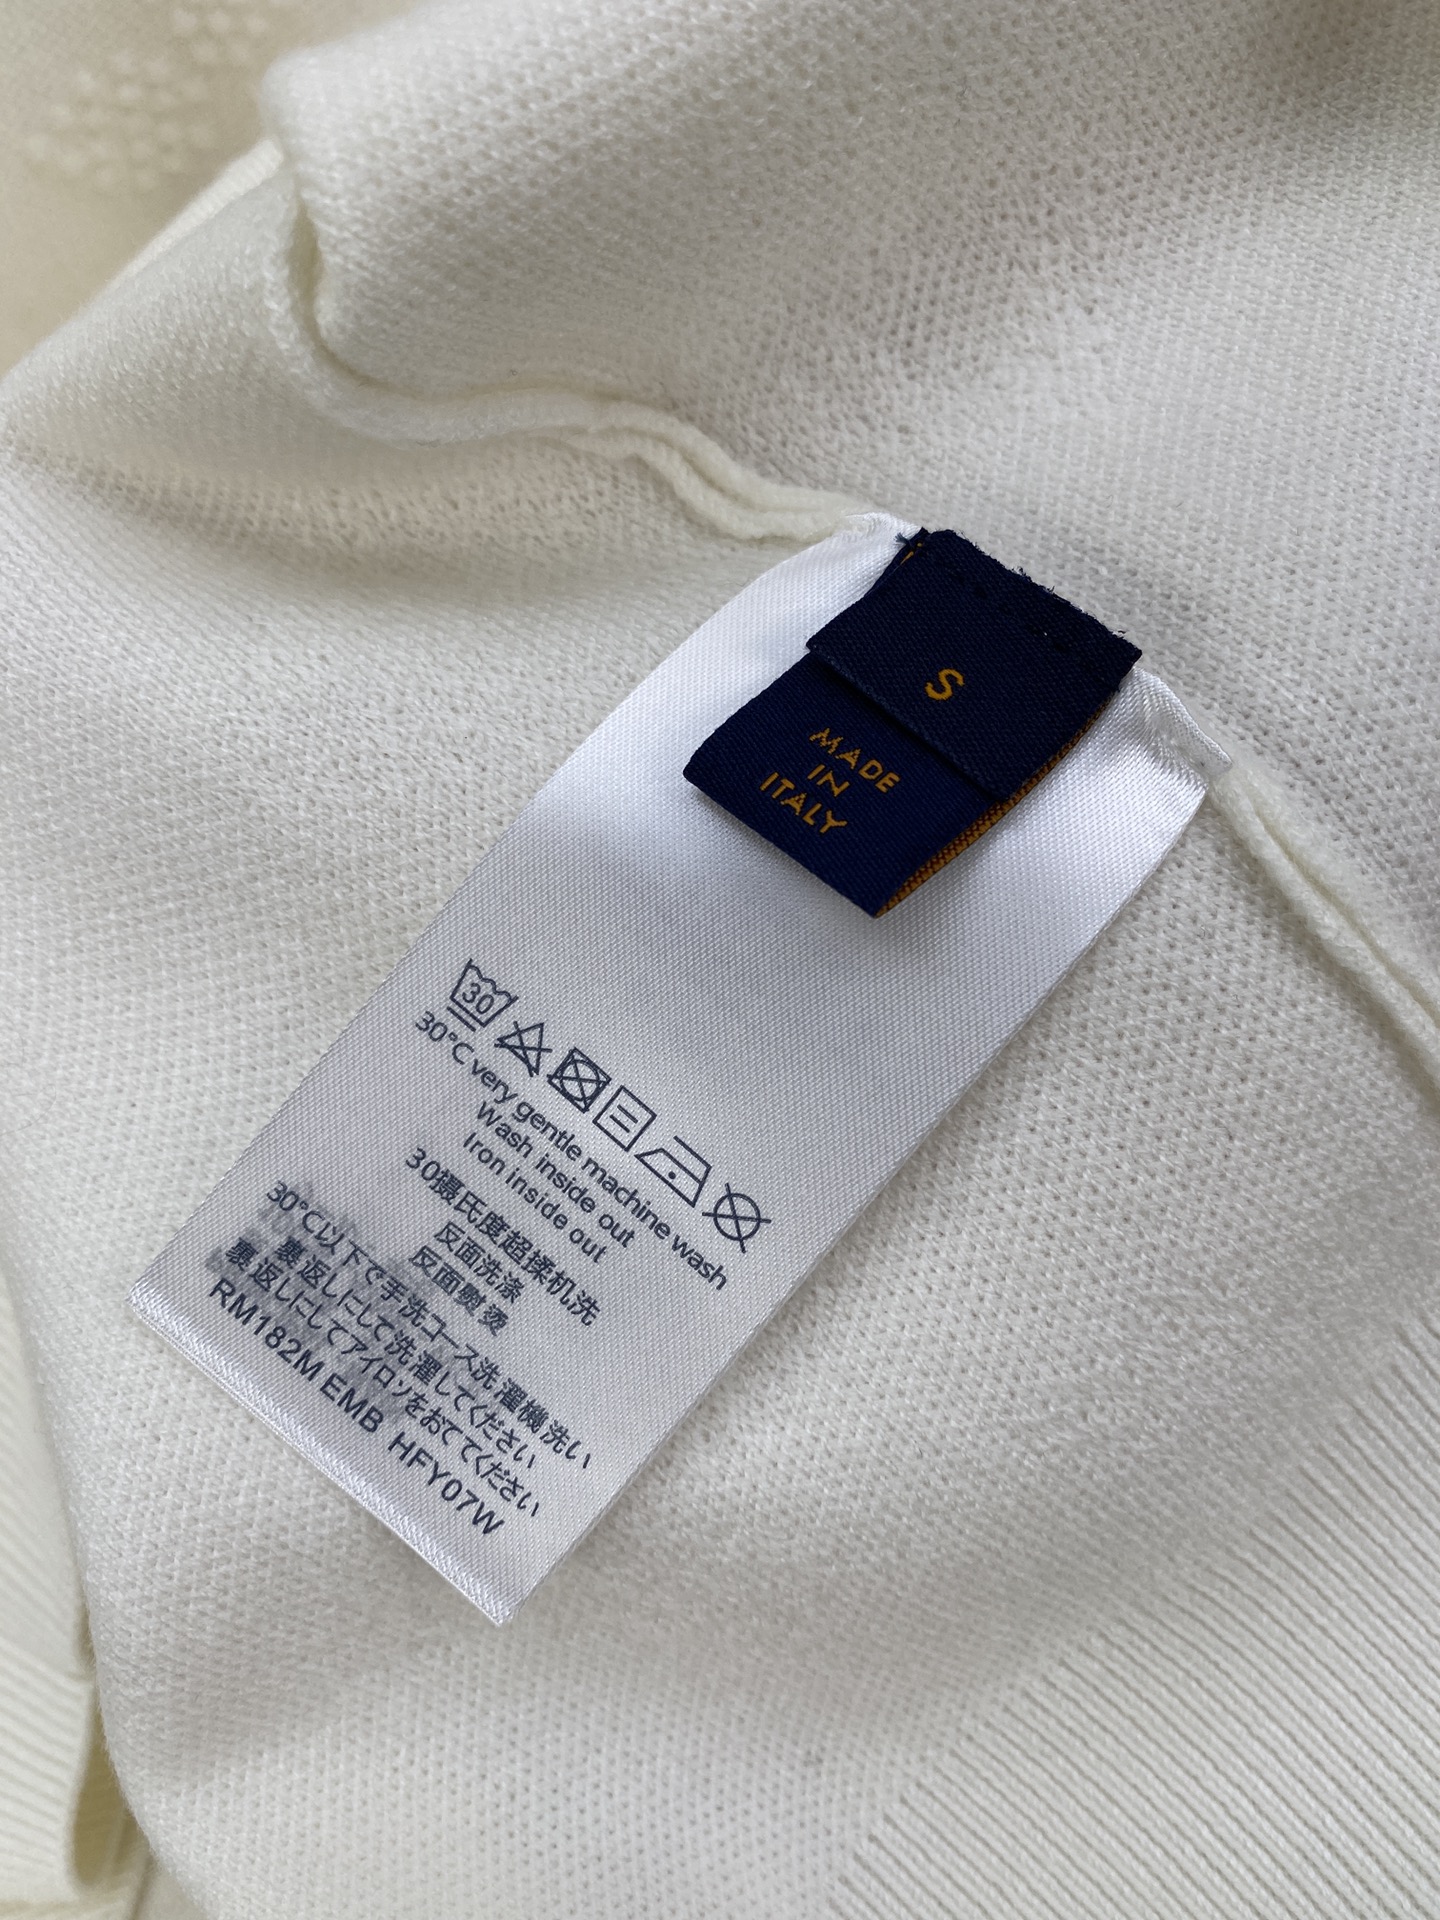 S
MADE
IN
ITALY
30
30°C very gentle machine wash
Wash inside out
Iron inside out
30摄氏度超揉机洗
反面洗涤
反面熨烫
30°C以下で手洗コース洗濯機洗い
裏返しにして洗濯してください
裏返しにしてアイロンをおててください
RM182M EMB HFY07W